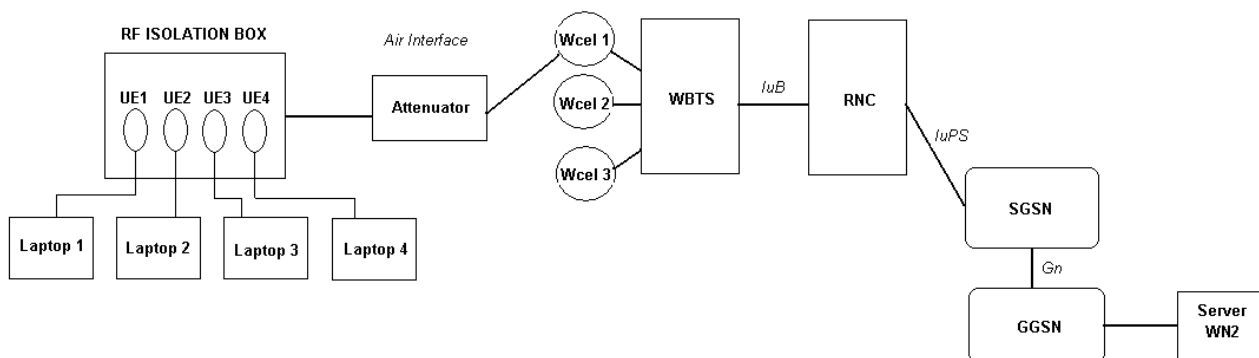 RF ISOLATION BOX
UE1 UE2 UE3 UE4
Laptop 1
Laptop 2
Laptop 3
Laptop 4
Air Interface
Attenuator
Wcel 1
Wcel 2
Wcel 3
WBTS
IuB
RNC
IuPS
SGSN
Gn
GGSN
Server
WN2